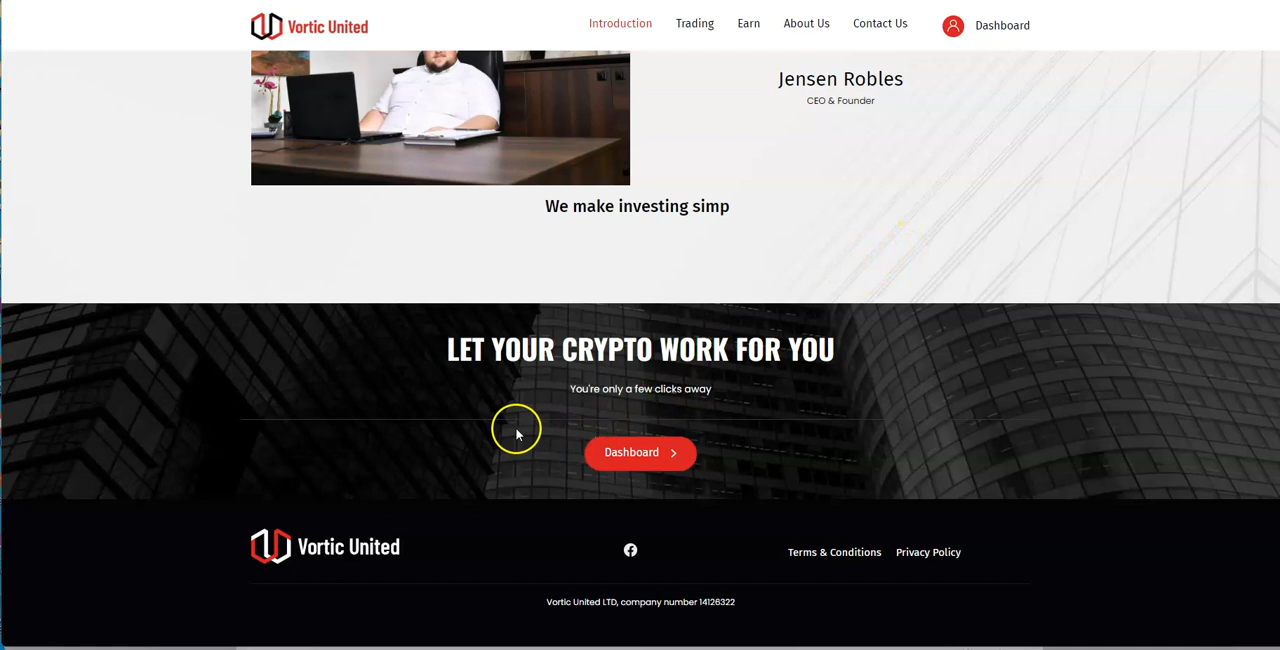 Vortic United
Introduction Trading Earn About Us Contact Us Dashboard
Jensen Robles
CEO & Founder
We make investing simp
LET YOUR CRYPTO WORK FOR YOU
You're only a few clicks away
Dashboard
Vortic United
Terms & Conditions Privacy Policy
Vortic United LTD, company number 14126322